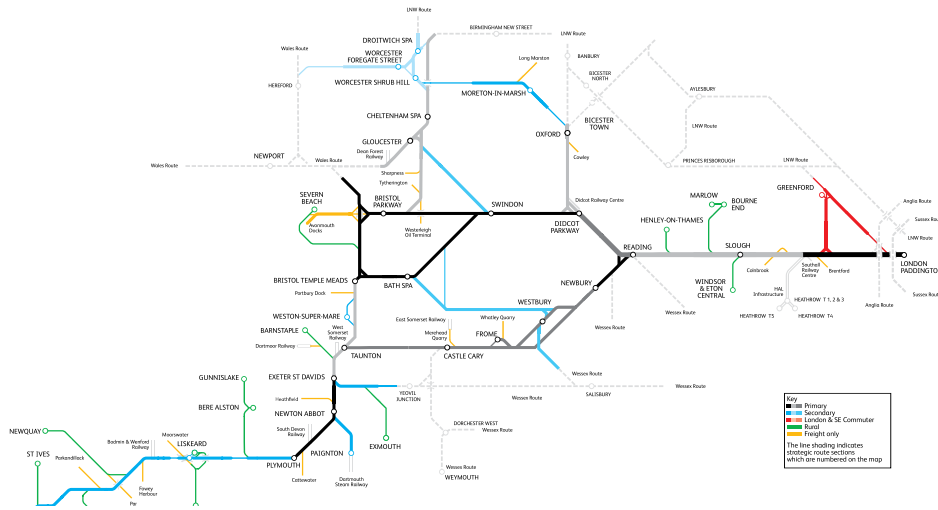 LNW Route
BIRMINGHAM NEW STREET
LNW Route
LNW Route
DROITWICH SPA
Wales Route
WORCESTER
FOREGATE STREET
BANBURY
Long Marston
BICESTER
NORTH
HEREFORD
WORCESTER SHRUB HILL
MORETON-IN-MARSH
AYLESBURY
CHELTENHAM SPA
BICESTER
TOWN
LNW Route
OXFORD
GLOUCESTER
Dean Forest
Railway
NEWPORT
Wales Route
Wales Route
Cowley
PRINCES RISBOROUGH
LNW Route
Sharpness
Tytherington
SEVERN
BEACH
BRISTOL
PARKWAY
SWINDON
Didcot Railway Centre
MARLOW
BOURNE
END
GREENFORD
Anglia Route
HENLEY-ON-THAMES
Sussex Rou
Avonmouth
Docks
Westerleigh
Oil Terminal
DIDCOT
PARKWAY
LNW Route
READING
SLOUGH
Colnbrook
Southall
Railway
Centre
Brentford
LONDON
PADDINGTO
BRISTOL TEMPLE MEADS
BATH SPA
NEWBURY
WINDSOR
& ETON
CENTRAL
HAL
Infrastructure
Portbury Dock
HEATHROW T 1, 2 & 3
Sussex Rou
Anglia Route
WESTBURY
Wessex Route
HEATHROW T5
HEATHROW T4
WESTON-SUPER-MARE
East Somerset Railway
Whatley Quarry
Wessex Route
BARNSTAPLE
West
Somerset
Railway
Merehead
Quarry
FROME
Dartmoor Railway
TAUNTON
CASTLE CARY
Wessex Route
GUNNISLAKE
EXETER ST DAVIDS
YEOVIL
JUNCTION
Wessex Route
SALISBURY
Wessex Route
Heathfield
BERE ALSTON
NEWTON ABBOT
Key
Primary
Secondary
London & SE Commuter
Rural
Freight only
The line shading indicates
strategic route sections
which are numbered on the map
DORCHESTER WEST
Wessex Route
NEWQUAY
South Devon
Railway
Moorswater
Bodmin & Wenford
Railway
LISKEARD
EXMOUTH
ST IVES
PAIGNTON
Parkandillack
PLYMOUTH
Wessex Route
WEYMOUTH
Cattewater
Dartmouth
Steam Railway
Fowey
Harbour
Par